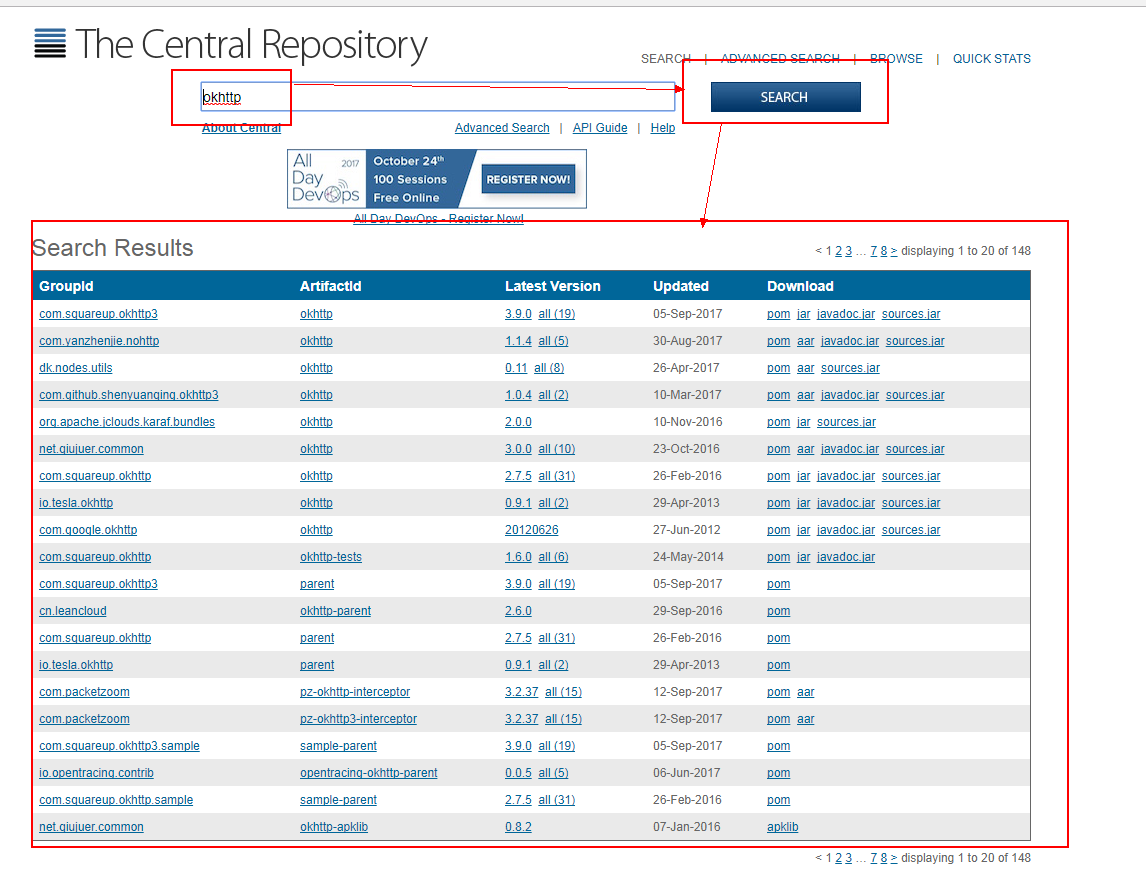 The Central Repository
SEARCH | ADVANCED SEARCH | BROWSE | QUICK STATS
okhttp
SEARCH
About Central
Advanced Search | API Guide | Help
All Day DevOps
2017
October 24th
100 Sessions
Free Online
REGISTER NOW!
All Day DevOps - Register Now!
Search Results
< 1 2 3 ... 7 8 > displaying 1 to 20 of 148
GroupId ArtifactId Latest Version Updated Download
com.squareup.okhttp3 okhttp 3.9.0 all (19) 05-Sep-2017 pom jar javadoc.jar sources.jar
com.yanzhenjie.nohttp okhttp 1.1.4 all (5) 30-Aug-2017 pom aar javadoc.jar sources.jar
dk.nodes.utils okhttp 0.11 all (8) 26-Apr-2017 pom aar sources.jar
com.github.shenyuanqing.okhttp3 okhttp 1.0.4 all (2) 10-Mar-2017 pom aar javadoc.jar sources.jar
org.apache.jclouds.karaf.bundles okhttp 2.0.0 10-Nov-2016 pom jar sources.jar
net.qiujuer.common okhttp 3.0.0 all (10) 23-Oct-2016 pom aar javadoc.jar sources.jar
com.squareup.okhttp okhttp 2.7.5 all (31) 26-Feb-2016 pom jar javadoc.jar sources.jar
io.tesla.okhttp okhttp 0.9.1 all (2) 29-Apr-2013 pom jar javadoc.jar sources.jar
com.google.okhttp okhttp 20120626 27-Jun-2012 pom jar javadoc.jar sources.jar
com.squareup.okhttp okhttp-tests 1.6.0 all (6) 24-May-2014 pom jar javadoc.jar
com.squareup.okhttp3 parent 3.9.0 all (19) 05-Sep-2017 pom
cn.leancloud okhttp-parent 2.6.0 29-Sep-2016 pom
com.squareup.okhttp parent 2.7.5 all (31) 26-Feb-2016 pom
io.tesla.okhttp parent 0.9.1 all (2) 29-Apr-2013 pom
com.packetzoom pz-okhttp-interceptor 3.2.37 all (15) 12-Sep-2017 pom aar
com.packetzoom pz-okhttp3-interceptor 3.2.37 all (15) 12-Sep-2017 pom aar
com.squareup.okhttp3.sample sample-parent 3.9.0 all (19) 05-Sep-2017 pom
io.opentracing.contrib opentracing-okhttp-parent 0.0.5 all (5) 06-Jun-2017 pom
com.squareup.okhttp.sample sample-parent 2.7.5 all (31) 26-Feb-2016 pom
net.qiujuer.common okhttp-apklib 0.8.2 07-Jan-2016 apklib
< 1 2 3 ... 7 8 > displaying 1 to 20 of 148